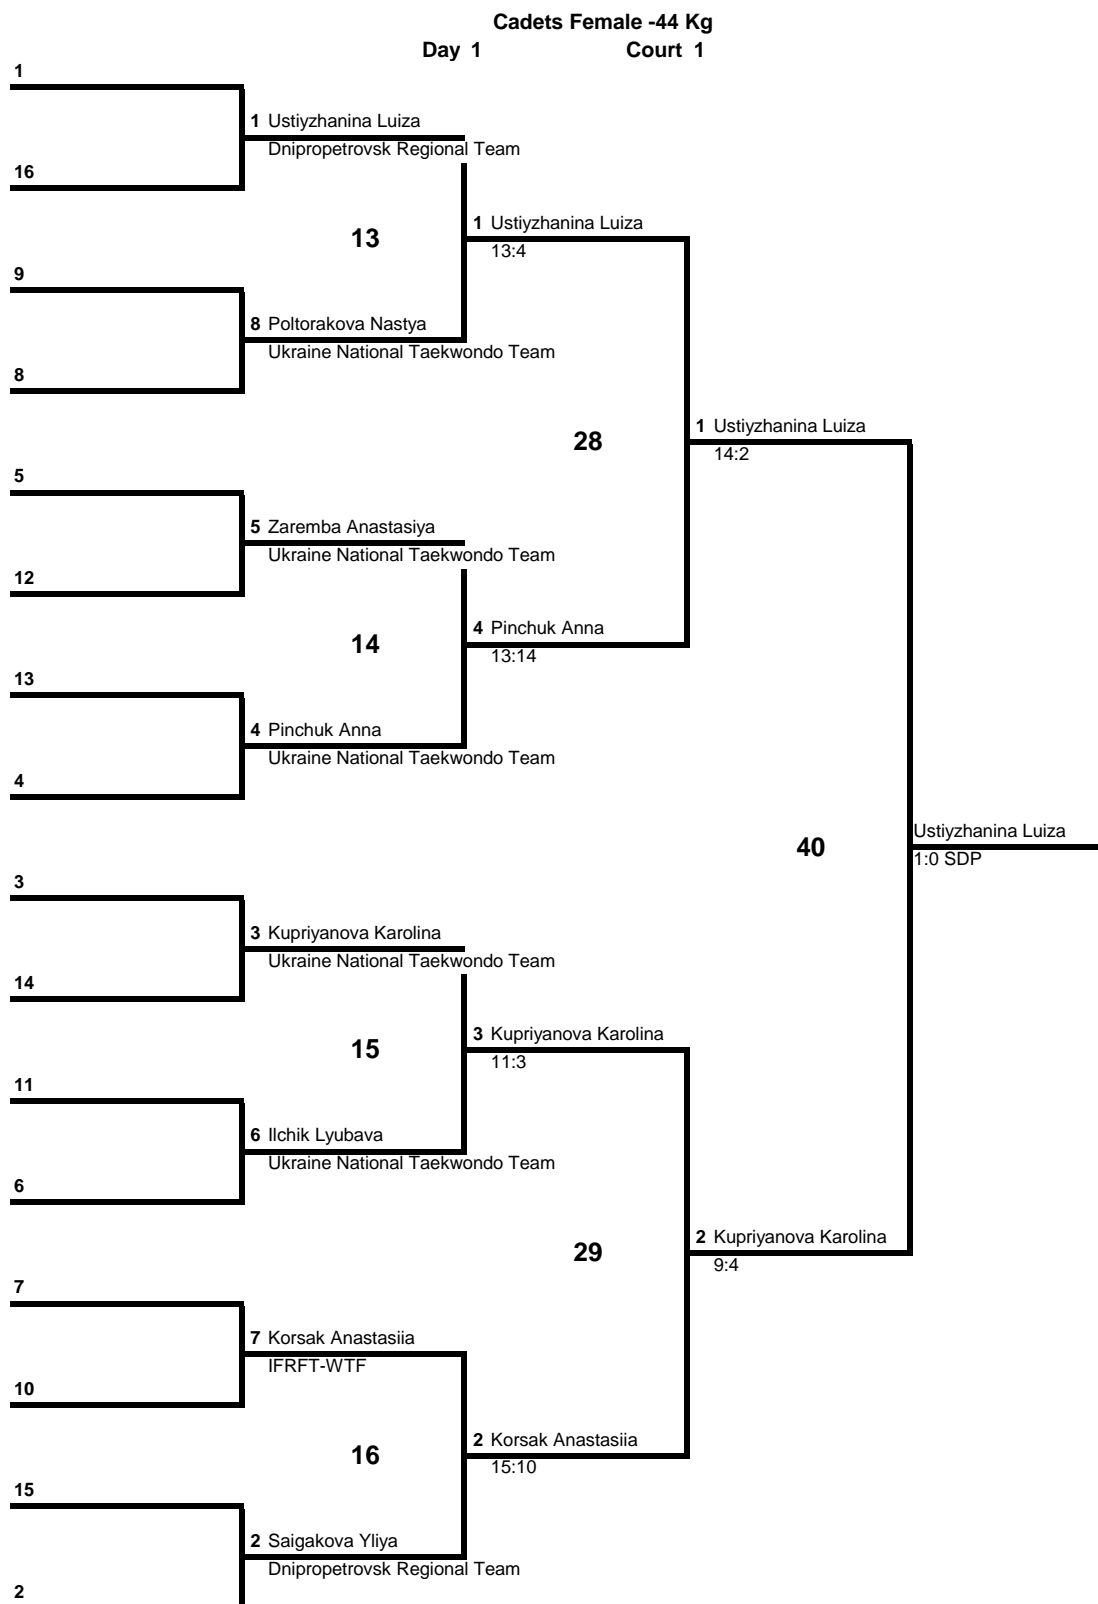 Cadets Female -44 Kg
Day 1 Court 1
1
1 Ustiyzhanina Luiza
Dnipropetrovsk Regional Team
16
1 Ustiyzhanina Luiza
13
13:4
9
8 Poltorakova Nastya
Ukraine National Taekwondo Team
8
1 Ustiyzhanina Luiza
28
14:2
5
5 Zaremba Anastasiya
Ukraine National Taekwondo Team
12
4 Pinchuk Anna
14
13:14
13
4 Pinchuk Anna
Ukraine National Taekwondo Team
4
Ustiyzhanina Luiza
40
1:0 SDP
3
3 Kupriyanova Karolina
Ukraine National Taekwondo Team
14
3 Kupriyanova Karolina
15
11:3
11
6 Ilchik Lyubava
Ukraine National Taekwondo Team
6
2 Kupriyanova Karolina
29
9:4
7
7 Korsak Anastasiia
IFRFT-WTF
10
2 Korsak Anastasiia
16
15:10
15
2 Saigakova Yliya
Dnipropetrovsk Regional Team
2